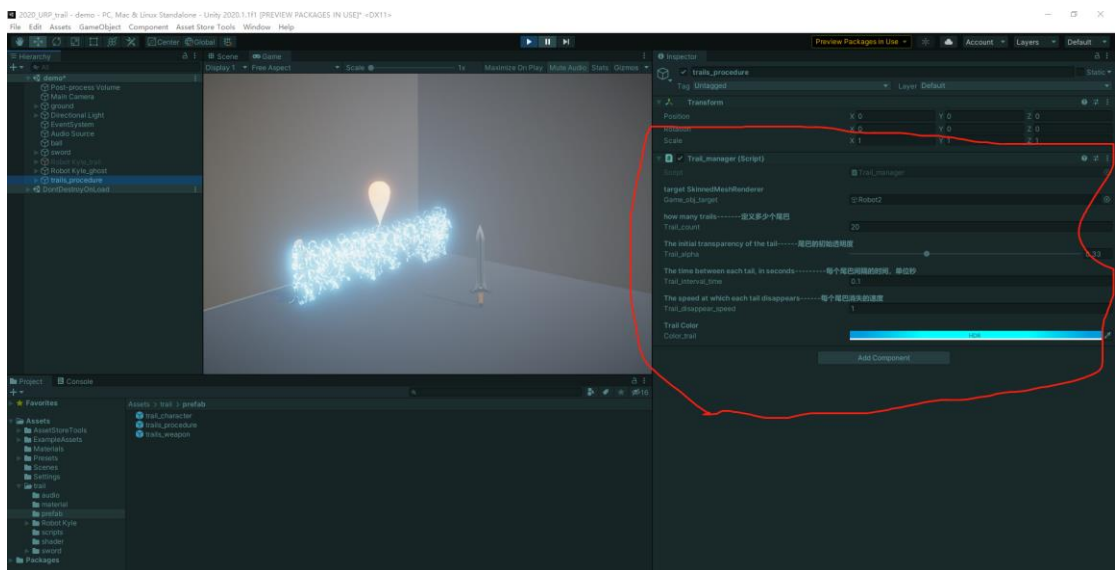 2020_URP_trail - demo - PC, Mac & Linux Standalone - Unity 2020.1.1f1 [PREVIEW PACKAGES IN USE]* <DX11>
File Edit Assets GameObject Component Asset Store Tools Window Help
Center Global Preview Packages in Use Account Layers Default
Hierarchy
All
demo*
Post-process Volume
Main Camera
ground
Directional Light
EventSystem
Audio Source
ball
sword
Robot Kyle_trail
Robot Kyle_ghost
trails_procedure
DontDestroyOnLoad
Scene Game
Display 1 Free Aspect Scale 1x Maximize On Play Mute Audio Stats Gizmos
Inspector
trails_procedure Static
Tag Untagged Layer Default
Transform
Position X 0 Y 0 Z 0
Rotation X 0 Y 0 Z 0
Scale X 1 Y 1 Z 1
Trail_manager (Script)
Script Trail_manager
target SkinnedMeshRenderer
Game_obj_target Robot2
how many trails-------定义多少个尾巴
Trail_count 20
The initial transparency of the tail------尾巴的初始透明度
Trail_alpha 0.33
The time between each tail, in seconds---------每个尾巴间隔的时间，单位秒
Trail_interval_time 0.1
The speed at which each tail disappears------每个尾巴消失的速度
Trail_disappear_speed 1
Trail Color
Color_trail HDR
Add Component
Project Console
16
Favorites
Assets
AssetStoreTools
ExampleAssets
Materials
Presets
Scenes
Settings
trail
audio
material
prefab
Robot Kyle
scripts
shader
sword
Packages
Assets > trail > prefab
trail_character
trails_procedure
trails_weapon